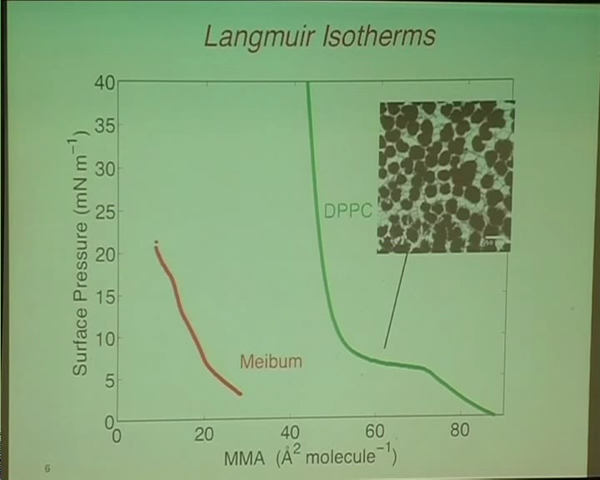 Langmuir Isotherms
40
35
30
25
20
15
10
5
0
Surface Pressure (mN m⁻¹)
DPPC
Meibum
0 20 40 60 80
MMA (Å² molecule⁻¹)
6